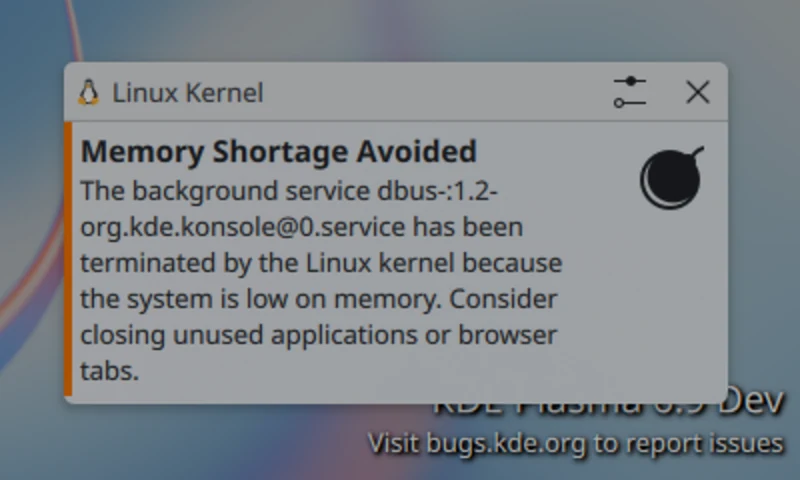 Linux Kernel
Memory Shortage Avoided
The background service dbus-:1.2-
org.kde.konsole@0.service has been
terminated by the Linux kernel because
the system is low on memory. Consider
closing unused applications or browser
tabs.
KDE Plasma 6.9 Dev
Visit bugs.kde.org to report issues